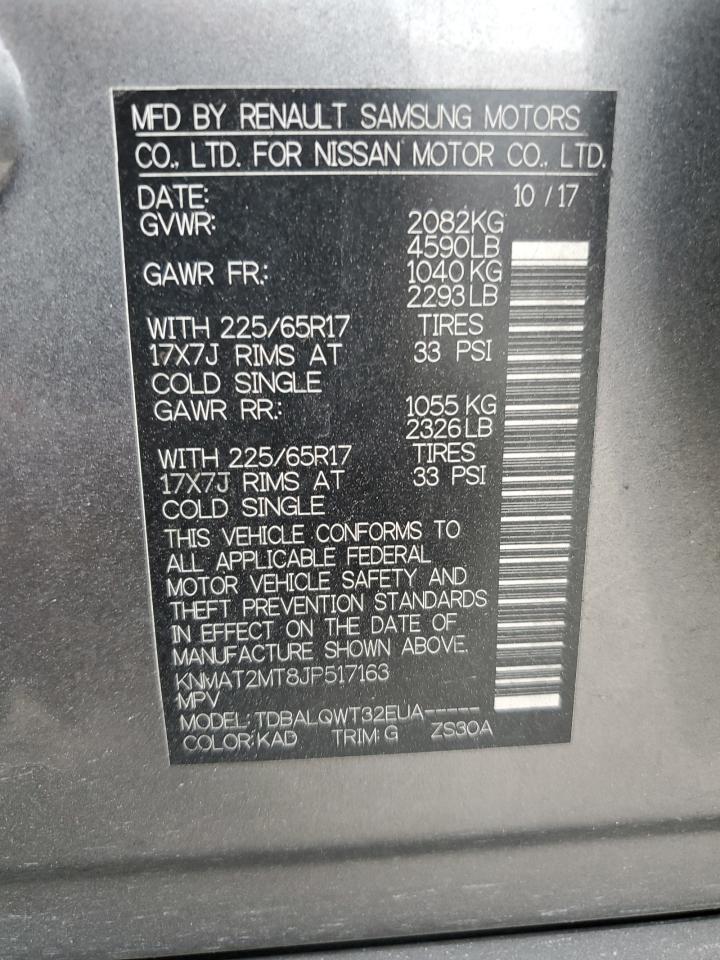 MFD BY RENAULT SAMSUNG MOTORS
CO., LTD. FOR NISSAN MOTOR CO., LTD.
DATE: 10 / 17
GVWR: 2082KG
4590LB
GAWR FR.: 1040 KG
2293 LB
WITH 225/65R17 TIRES
17X7J RIMS AT 33 PSI
COLD SINGLE
GAWR RR.: 1055 KG
2326 LB
WITH 225/65R17 TIRES
17X7J RIMS AT 33 PSI
COLD SINGLE
THIS VEHICLE CONFORMS TO
ALL APPLICABLE FEDERAL
MOTOR VEHICLE SAFETY AND
THEFT PREVENTION STANDARDS
IN EFFECT ON THE DATE OF
MANUFACTURE SHOWN ABOVE.
KNMAT2MT8JP517163
MPV
MODEL: TDBALQWT32EUA-----
COLOR: KAD TRIM: G ZS30A